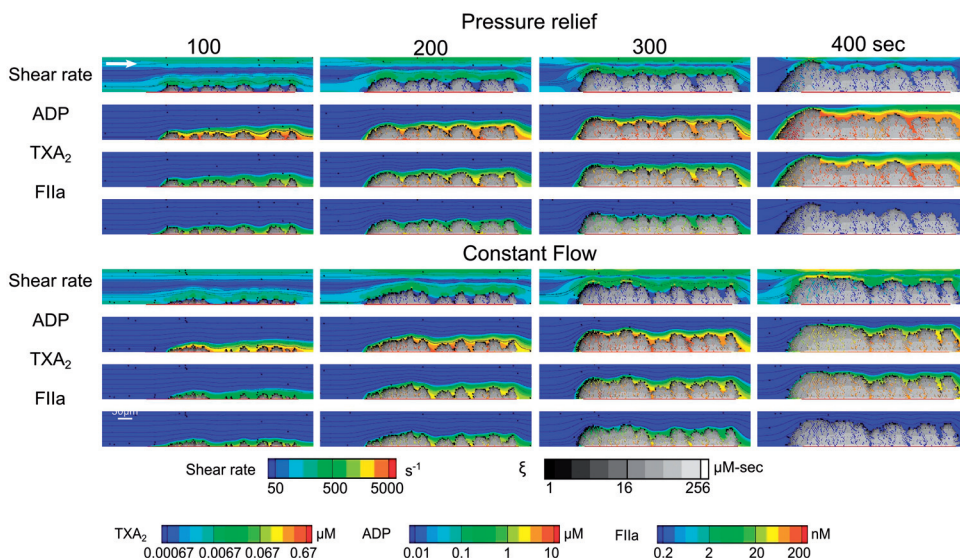 Pressure relief
100 200 300 400 sec
Shear rate
ADP
TXA₂
FIIa
Constant Flow
Shear rate
ADP
TXA₂
FIIa
30μm
Shear rate 50 500 5000 s⁻¹
ξ 1 16 256 μM-sec
TXA₂ 0.00067 0.0067 0.067 0.67 μM
ADP 0.01 0.1 1 10 μM
FIIa 0.2 2 20 200 nM